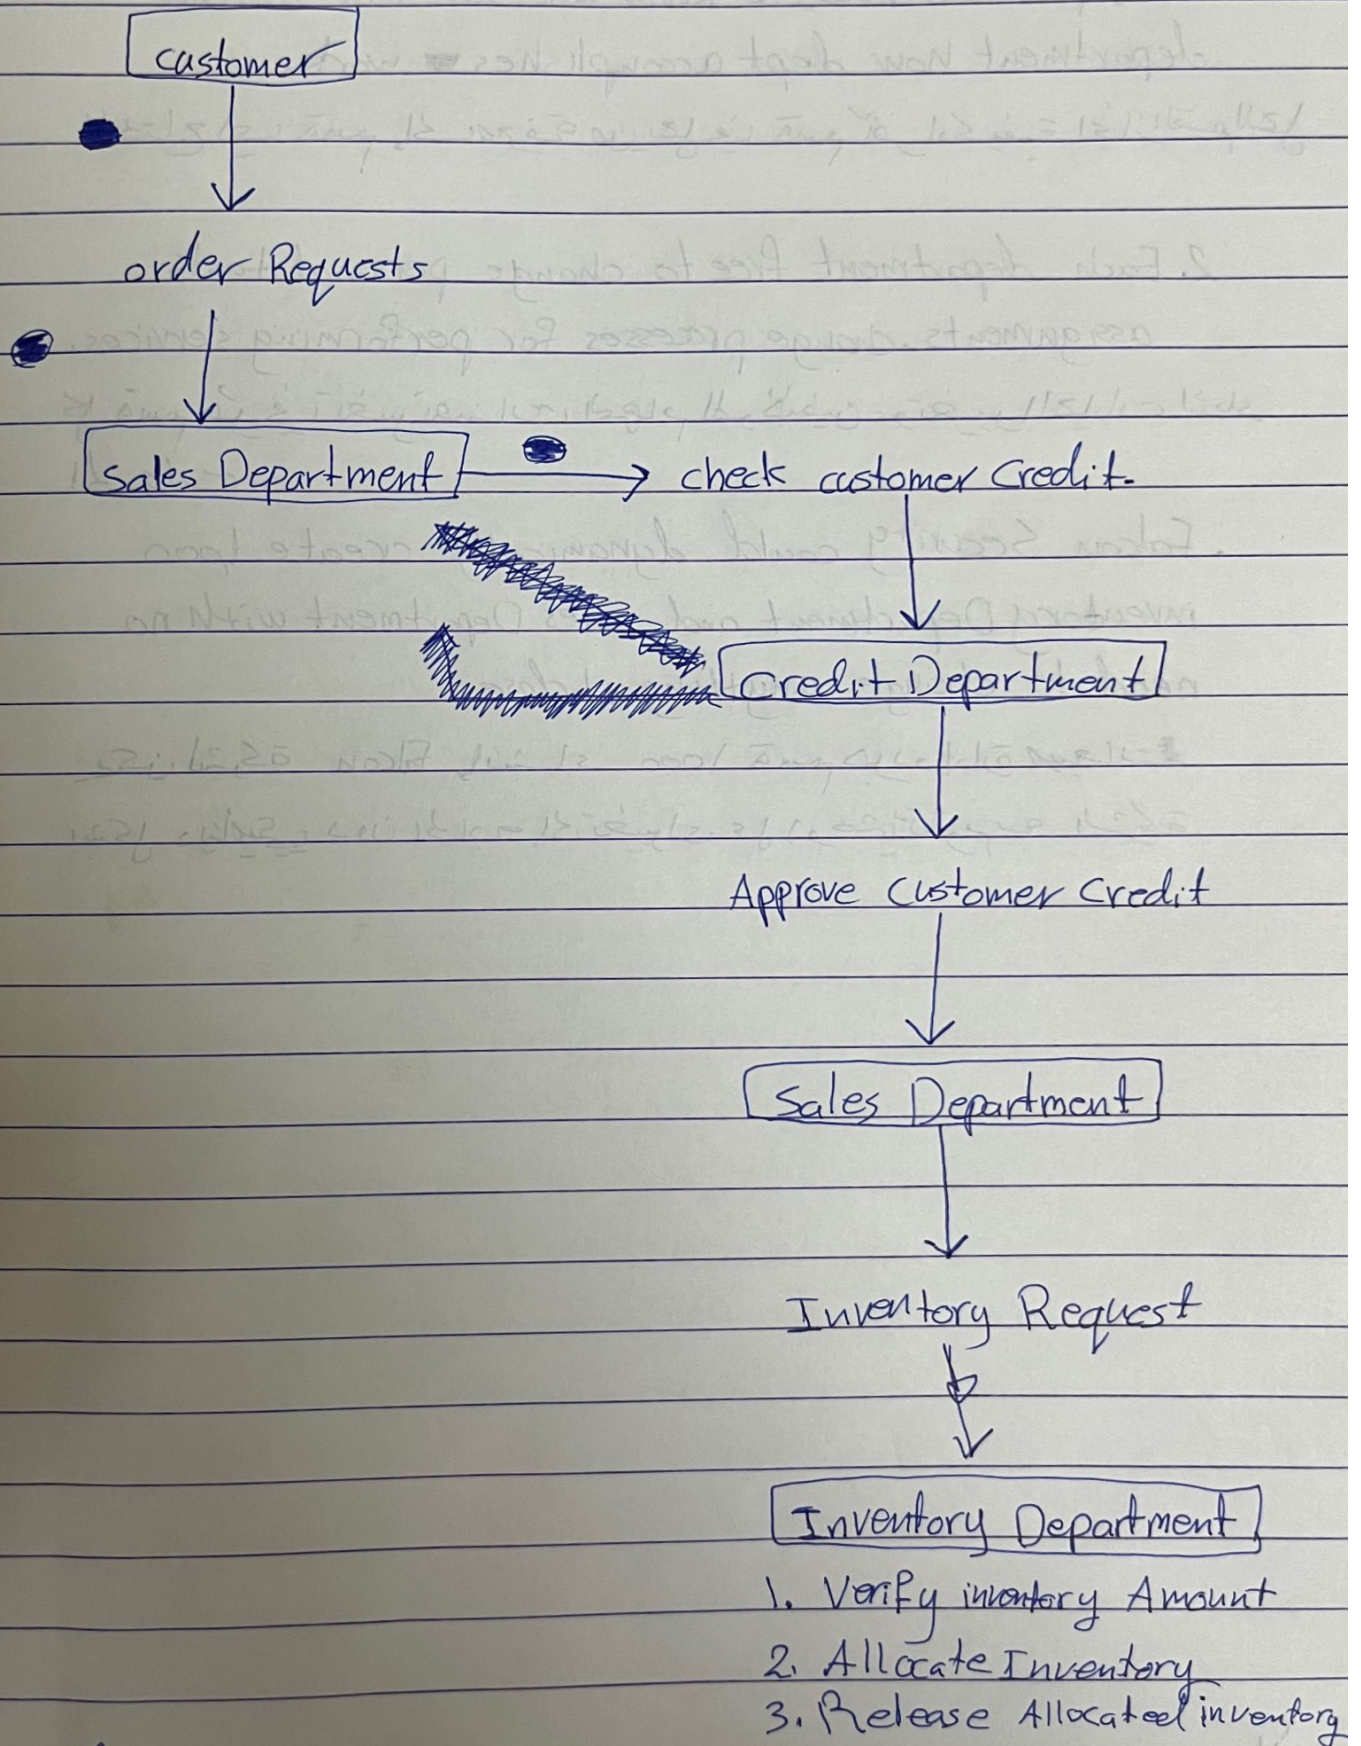 customer
order Requests
Sales Department
check customer Credit.
Credit Department
Approve Customer Credit
Sales Department
Inventory Request
Inventory Department
1. Verify inventory Amount
2. Allocate Inventory
3. Release Allocated inventory